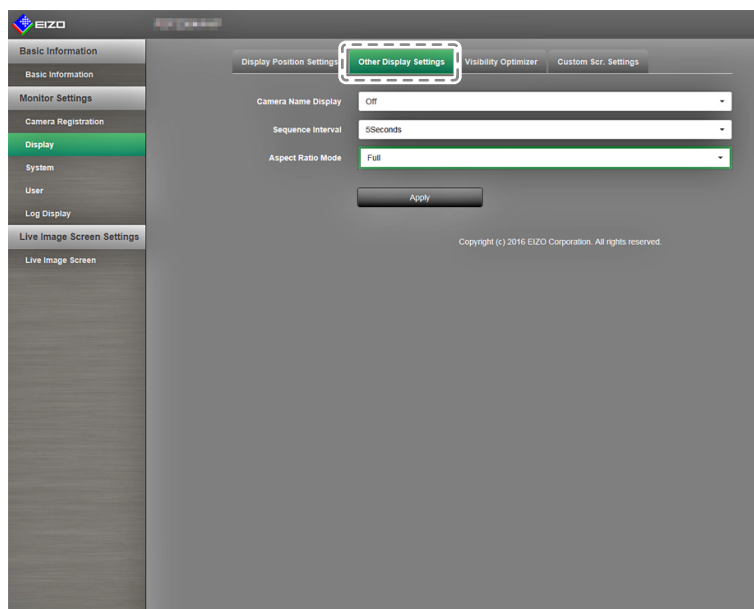 EIZO
Basic Information
Basic Information
Monitor Settings
Camera Registration
Display
System
User
Log Display
Live Image Screen Settings
Live Image Screen
Display Position Settings
Other Display Settings
Visibility Optimizer
Custom Scr. Settings
Camera Name Display
Off
Sequence Interval
5Seconds
Aspect Ratio Mode
Full
Apply
Copyright (c) 2016 EIZO Corporation. All rights reserved.